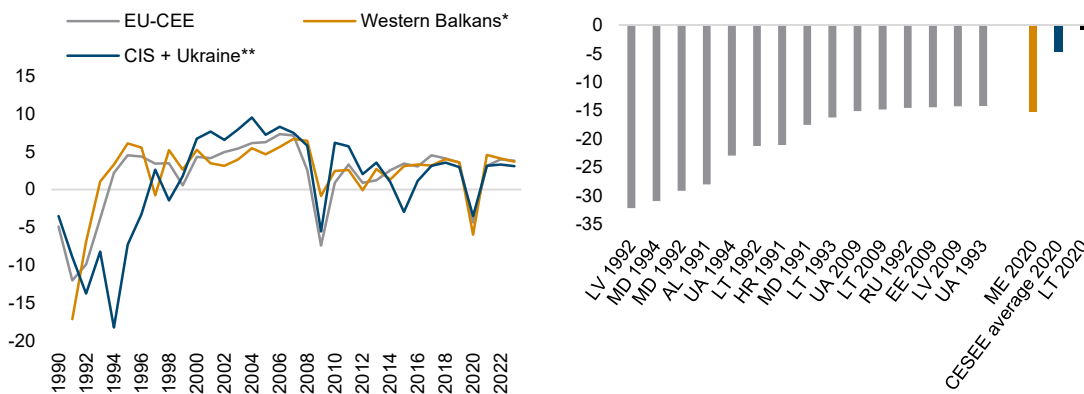 EU-CEE
Western Balkans*
CIS + Ukraine**
15
10
5
0
-5
-10
-15
-20
1990
1992
1994
1996
1998
2000
2002
2004
2006
2008
2010
2012
2014
2016
2018
2020
2022
0
-5
-10
-15
-20
-25
-30
-35
LV 1992
MD 1994
MD 1992
AL 1991
UA 1994
LT 1992
HR 1991
MD 1991
LT 1993
UA 2009
LT 2009
RU 1992
EE 2009
LV 2009
UA 1993
ME 2020
CESEE average 2020
LT 2020